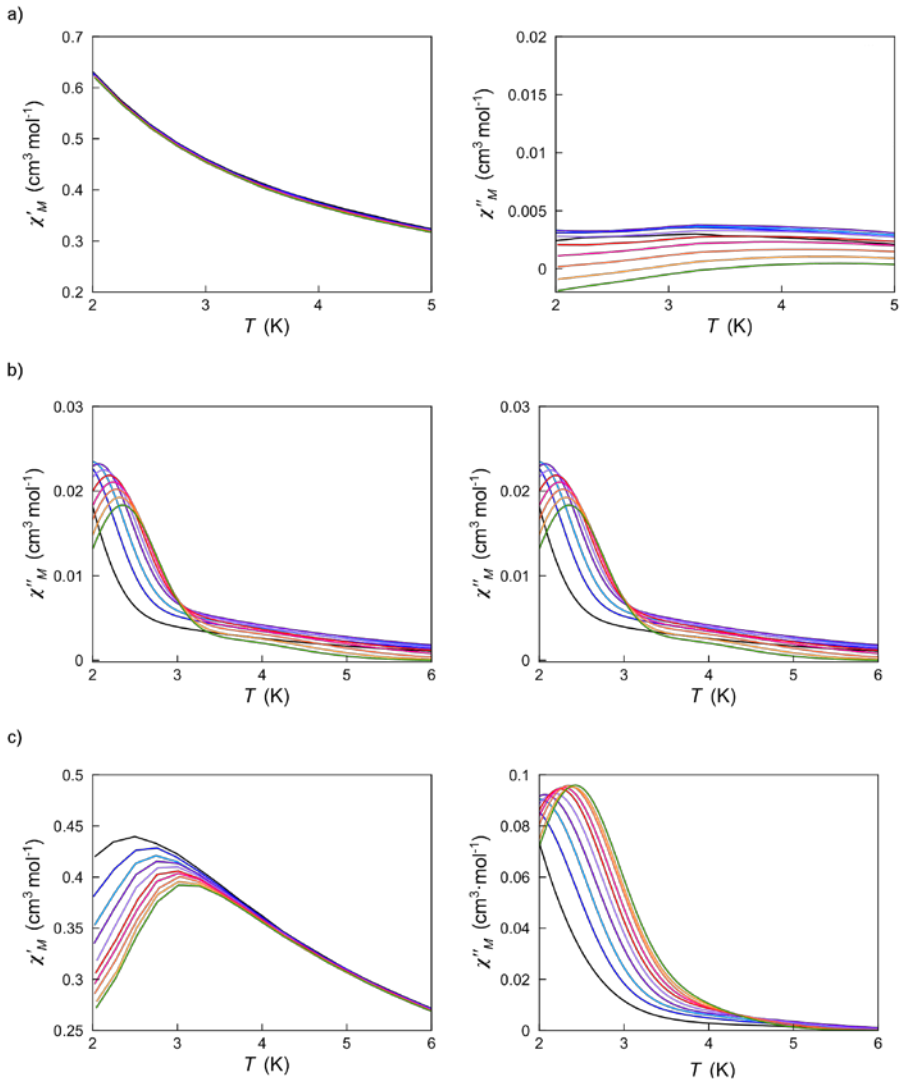 a)
0.7
0.6
0.5
0.4
0.3
0.2
2 3 4 5
χ′M (cm³ mol⁻¹)
T (K)
0.02
0.015
0.01
0.005
0
2 3 4 5
χ″M (cm³ mol⁻¹)
T (K)
b)
0.03
0.02
0.01
0
2 3 4 5 6
χ″M (cm³ mol⁻¹)
T (K)
0.03
0.02
0.01
0
2 3 4 5 6
χ″M (cm³ mol⁻¹)
T (K)
c)
0.5
0.45
0.4
0.35
0.3
0.25
2 3 4 5 6
χ′M (cm³ mol⁻¹)
T (K)
0.1
0.08
0.06
0.04
0.02
0
2 3 4 5 6
χ″M (cm³·mol⁻¹)
T (K)